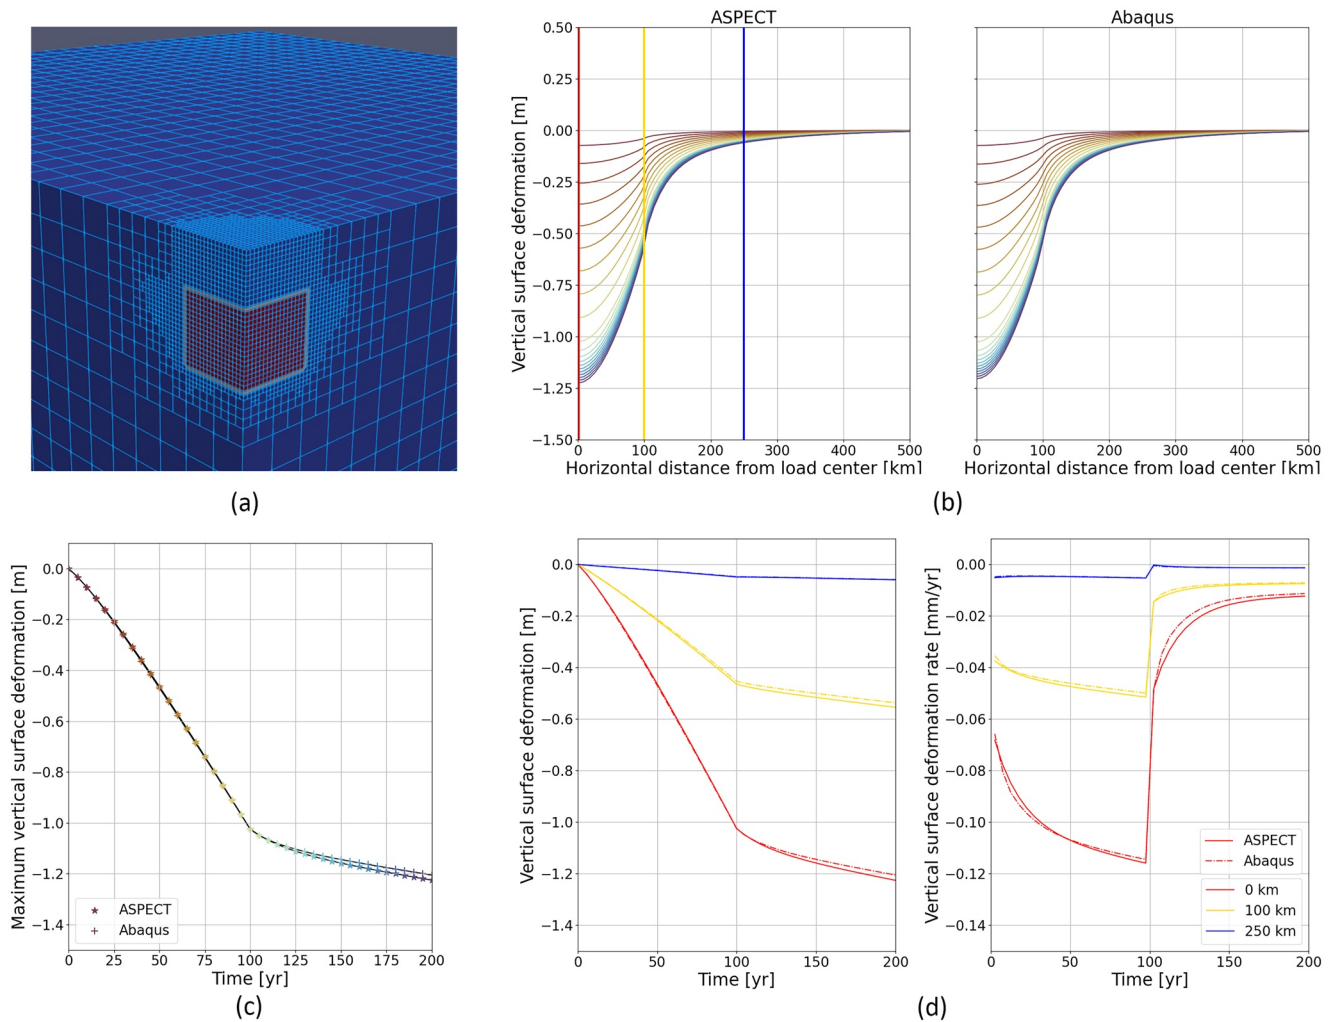 ASPECT
Abaqus
0.50
0.25
0.00
−0.25
−0.50
−0.75
−1.00
−1.25
−1.50
Vertical surface deformation [m]
0 100 200 300 400 500
0 100 200 300 400 500
Horizontal distance from load center [km]
Horizontal distance from load center [km]
(a)
(b)
Maximum vertical surface deformation [m]
0.0
−0.2
−0.4
−0.6
−0.8
−1.0
−1.2
−1.4
ASPECT
Abaqus
0 25 50 75 100 125 150 175 200
Time [yr]
(c)
Vertical surface deformation [m]
0.0
−0.2
−0.4
−0.6
−0.8
−1.0
−1.2
−1.4
0 50 100 150 200
Time [yr]
Vertical surface deformation rate [mm/yr]
0.00
−0.02
−0.04
−0.06
−0.08
−0.10
−0.12
−0.14
ASPECT
Abaqus
0 km
100 km
250 km
0 50 100 150 200
Time [yr]
(d)